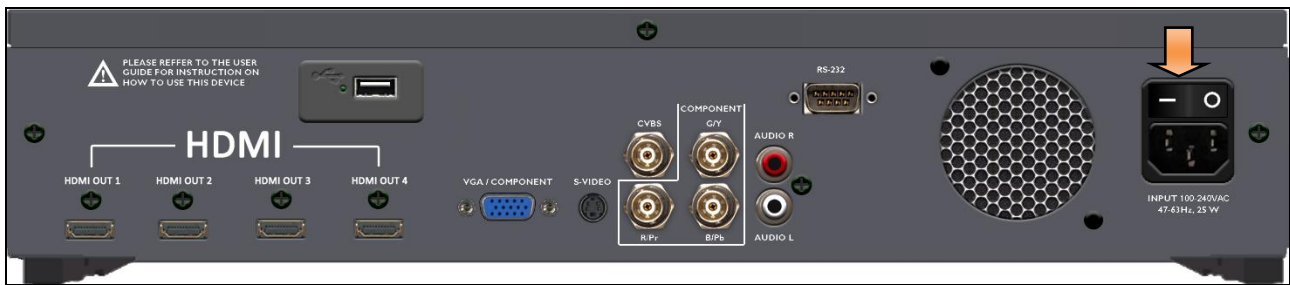 PLEASE REFFER TO THE USER
GUIDE FOR INSTRUCTION ON
HOW TO USE THIS DEVICE
HDMI
HDMI OUT 1
HDMI OUT 2
HDMI OUT 3
HDMI OUT 4
VGA / COMPONENT
S-VIDEO
CVBS
COMPONENT
G/Y
R/Pr
B/Pb
AUDIO R
AUDIO L
RS-232
INPUT 100-240VAC
47-63Hz, 25 W